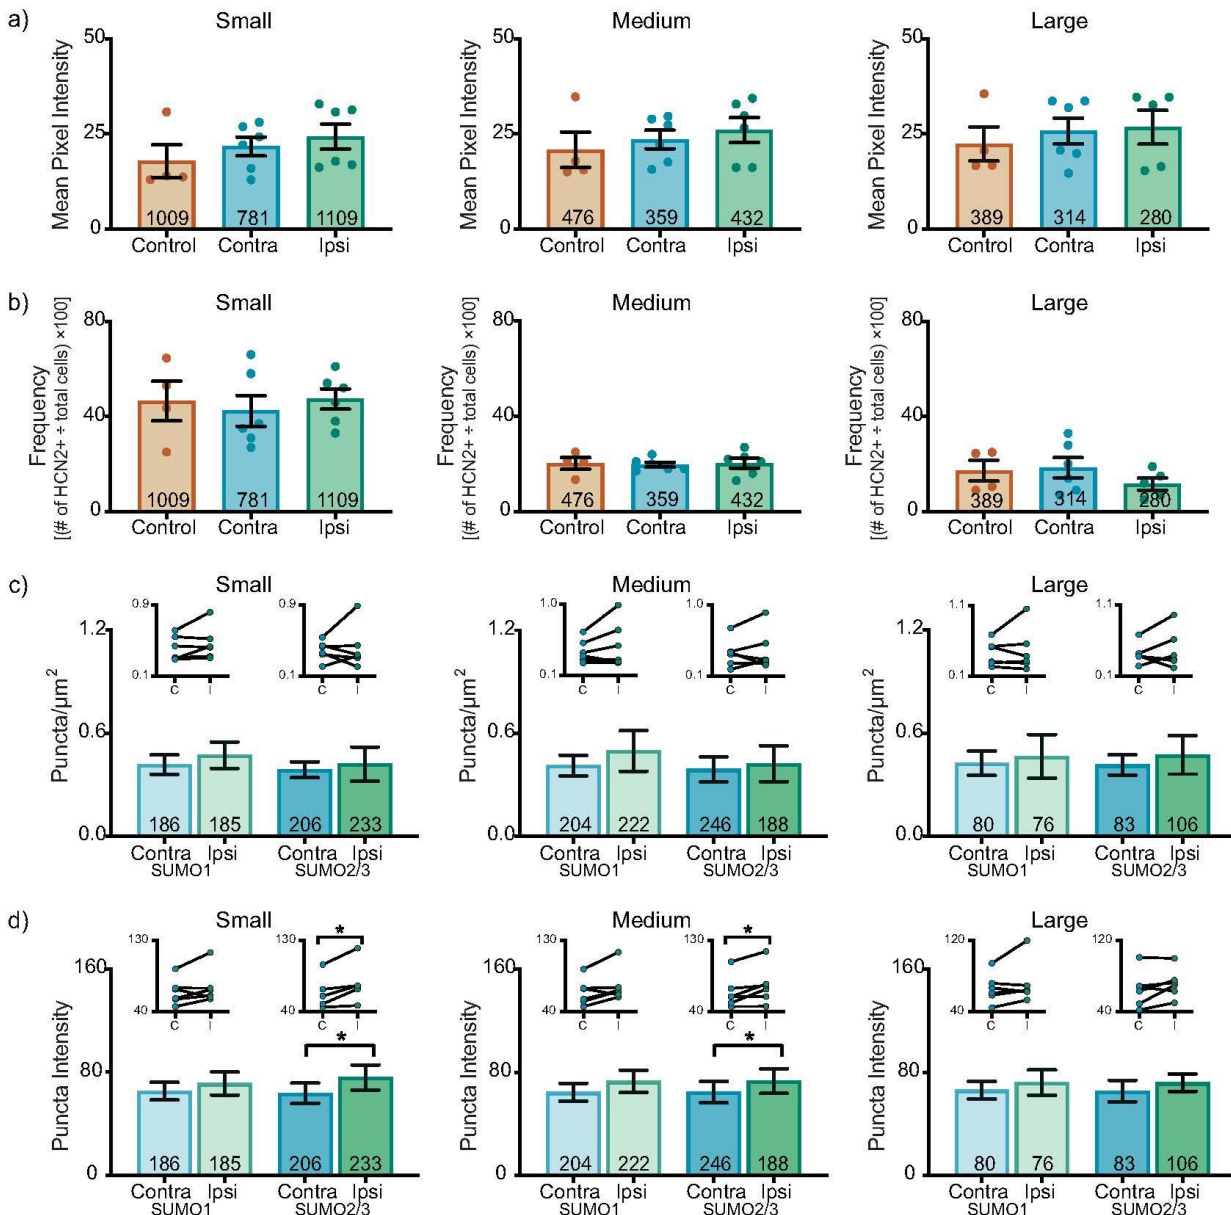 a)
Small
Medium
Large
Mean Pixel Intensity
50
25
0
1009
781
1109
Control
Contra
Ipsi
Mean Pixel Intensity
50
25
0
476
359
432
Control
Contra
Ipsi
Mean Pixel Intensity
50
25
0
389
314
280
Control
Contra
Ipsi
b)
Small
Medium
Large
Frequency
[(# of HCN2+ ÷ total cells) ×100]
80
40
0
1009
781
1109
Control
Contra
Ipsi
Frequency
[(# of HCN2+ ÷ total cells) ×100]
80
40
0
476
359
432
Control
Contra
Ipsi
Frequency
[(# of HCN2+ ÷ total cells) ×100]
80
40
0
389
314
280
Control
Contra
Ipsi
c)
Small
Medium
Large
Puncta/µm²
1.2
0.6
0.0
0.9
0.1
C I
0.9
0.1
C I
186
185
206
233
Contra Ipsi Contra Ipsi
SUMO1 SUMO2/3
1.2
0.6
0.0
1.0
0.1
C I
1.0
0.1
C I
204
222
246
188
Contra Ipsi Contra Ipsi
SUMO1 SUMO2/3
1.2
0.6
0.0
1.1
0.1
C I
1.1
0.1
C I
80
76
83
106
Contra Ipsi Contra Ipsi
SUMO1 SUMO2/3
d)
Small
Medium
Large
Puncta Intensity
160
80
0
130
40
C I
130
40
C I
*
*
186
185
206
233
Contra Ipsi Contra Ipsi
SUMO1 SUMO2/3
Puncta Intensity
160
80
0
130
40
C I
130
40
C I
*
*
204
222
246
188
Contra Ipsi Contra Ipsi
SUMO1 SUMO2/3
Puncta Intensity
160
80
0
120
40
C I
120
40
C I
80
76
83
106
Contra Ipsi Contra Ipsi
SUMO1 SUMO2/3